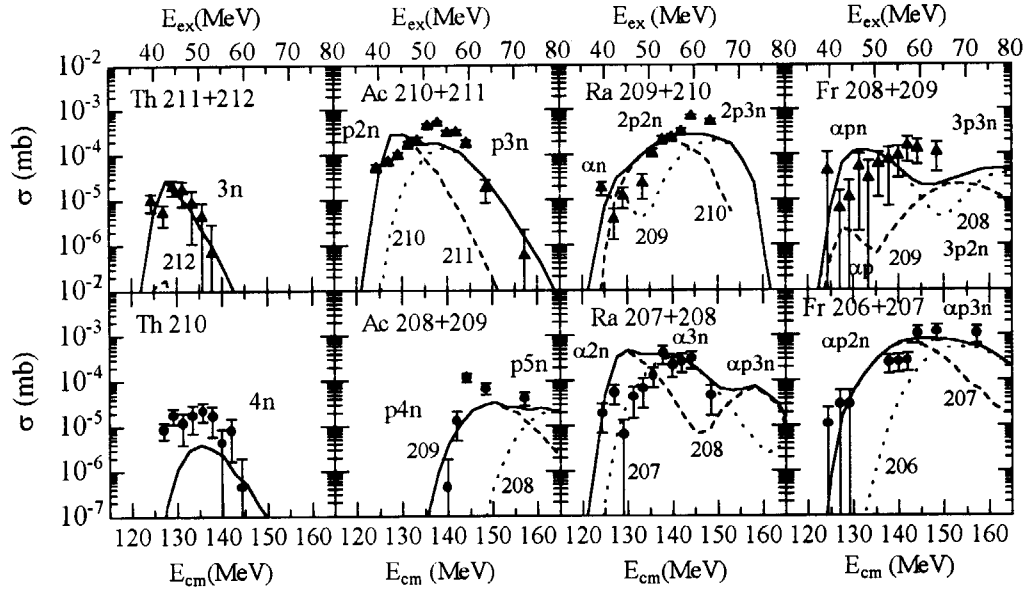 E_ex(MeV) E_ex(MeV) E_ex(MeV) E_ex(MeV)
40 50 60 70 80 40 50 60 70 80 40 50 60 70 80 40 50 60 70 80
10^-2
10^-3
10^-4
10^-5
10^-6
10^-2
σ (mb)
Th 211+212
3n
212
Ac 210+211
p2n
p3n
210
211
Ra 209+210
2p2n
2p3n
αn
209
210
Fr 208+209
αpn
3p3n
208
209
3p2n
αp
10^-3
10^-4
10^-5
10^-6
10^-7
σ (mb)
Th 210
4n
Ac 208+209
p5n
p4n
209
208
Ra 207+208
α2n
α3n
αp3n
207
208
Fr 206+207
αp3n
αp2n
207
206
120 130 140 150 160 120 130 140 150 160 120 130 140 150 160 120 130 140 150 160
E_cm(MeV) E_cm (MeV) E_cm (MeV) E_cm (MeV)